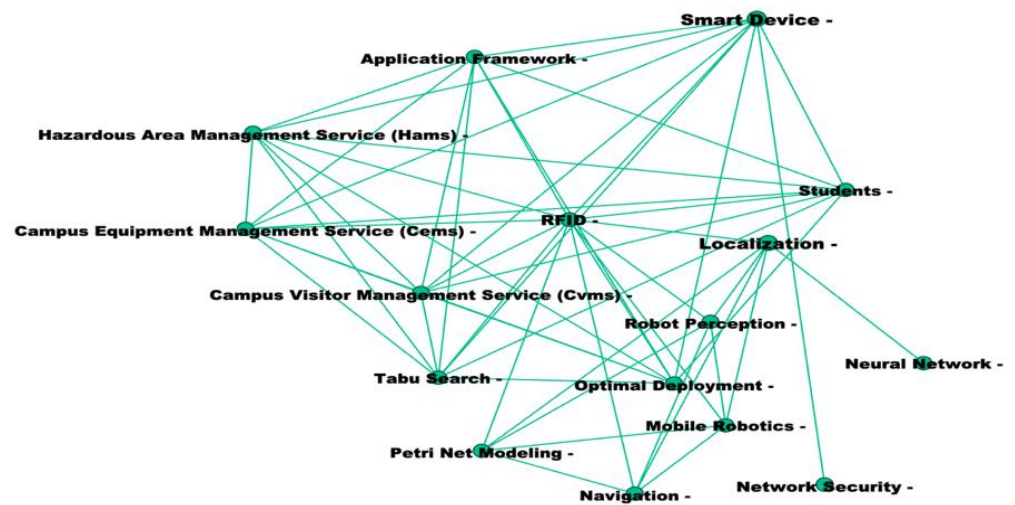 Smart Device -
Application Framework -
Hazardous Area Management Service (Hams) -
Students -
RFID -
Campus Equipment Management Service (Cems) -
Localization -
Campus Visitor Management Service (Cvms) -
Robot Perception -
Neural Network -
Tabu Search -
Optimal Deployment -
Mobile Robotics -
Petri Net Modeling -
Network Security -
Navigation -